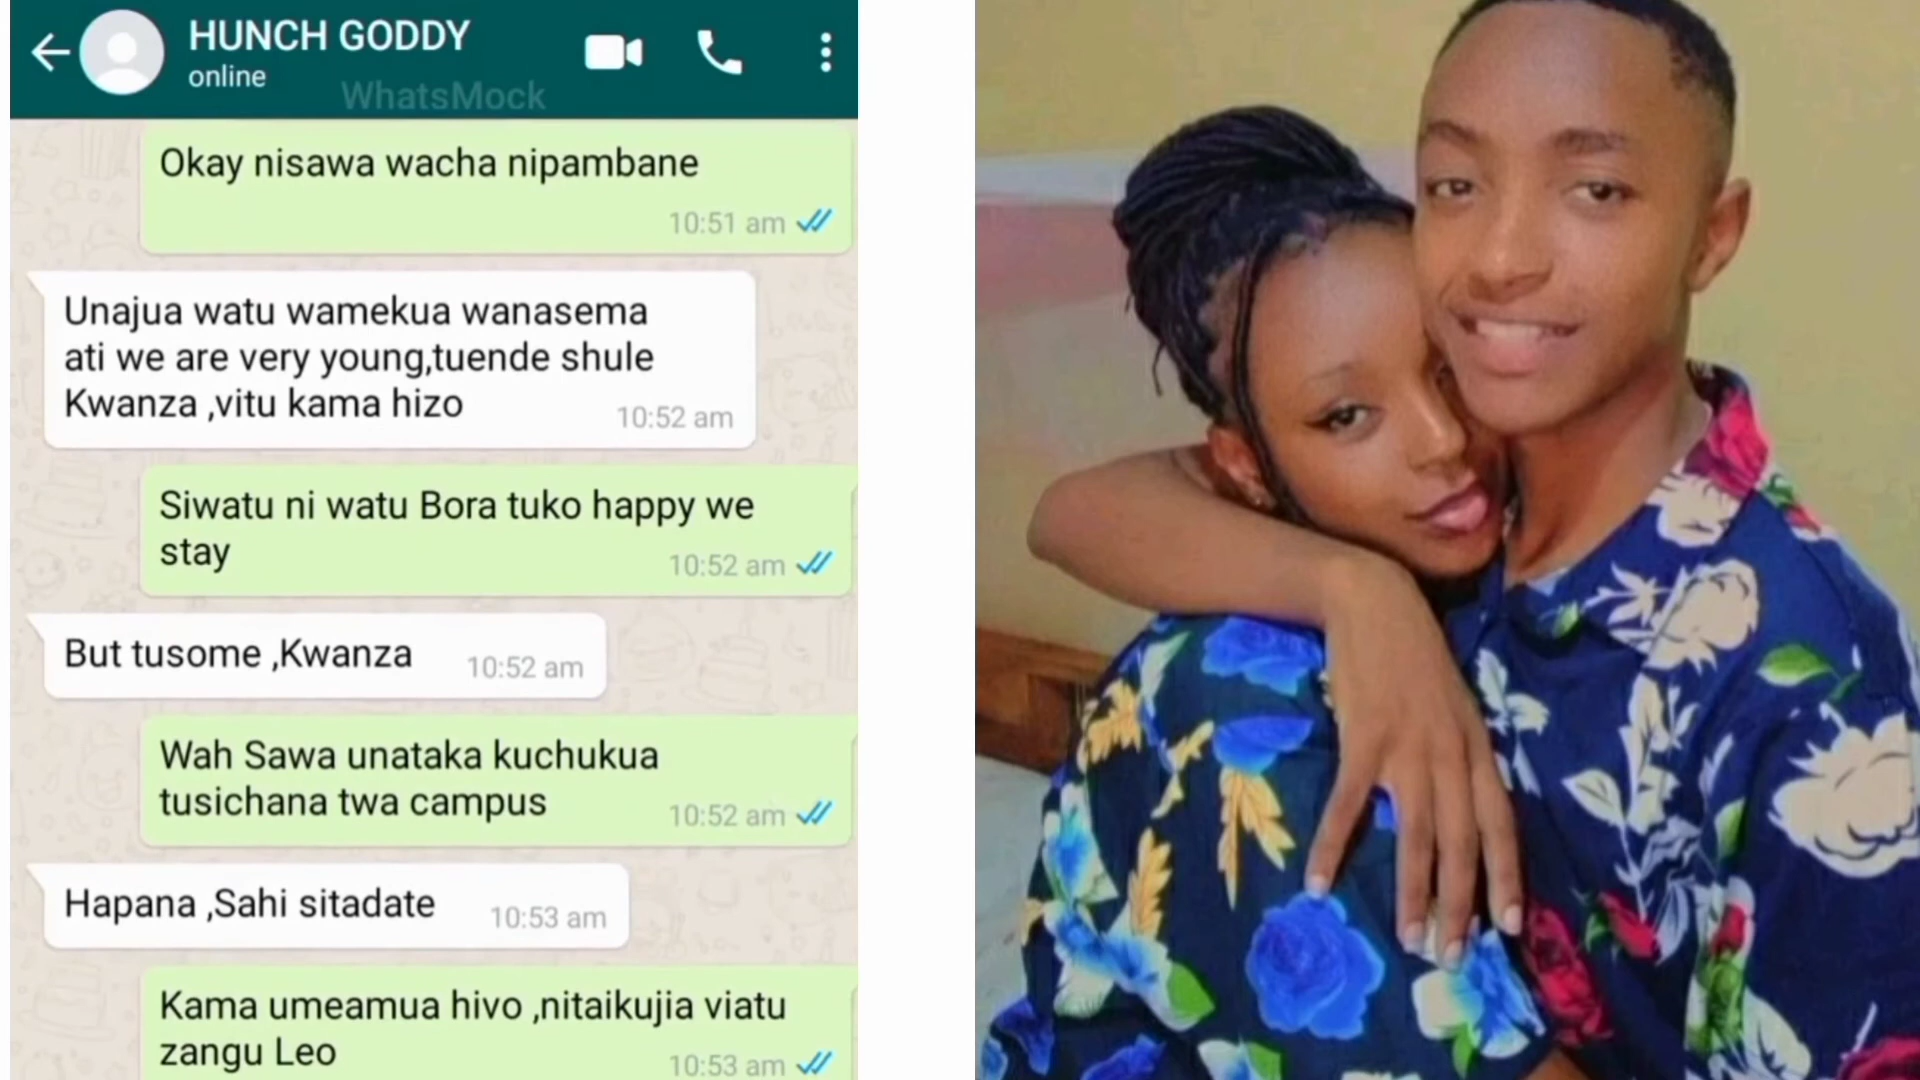 HUNCH GODDY
online
WhatsMock
Okay nisawa wacha nipambane
10:51 am
Unajua watu wamekua wanasema
ati we are very young,tuende shule
Kwanza ,vitu kama hizo
10:52 am
Siwatu ni watu Bora tuko happy we
stay
10:52 am
But tusome ,Kwanza
10:52 am
Wah Sawa unataka kuchukua
tusichana twa campus
10:52 am
Hapana ,Sahi sitadate
10:53 am
Kama umeamua hivo ,nitaikujia viatu
zangu Leo
10:53 am